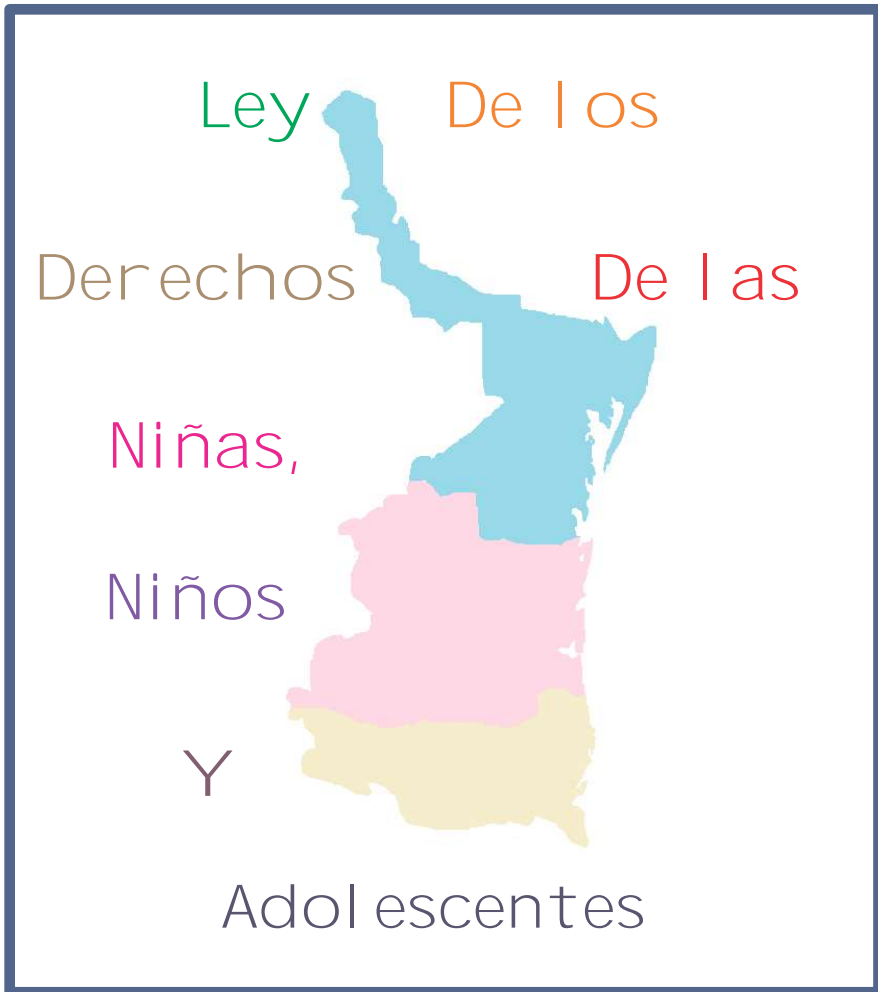 Ley De los
Derechos De las
Niñas,
Niños
Y
Adolescentes